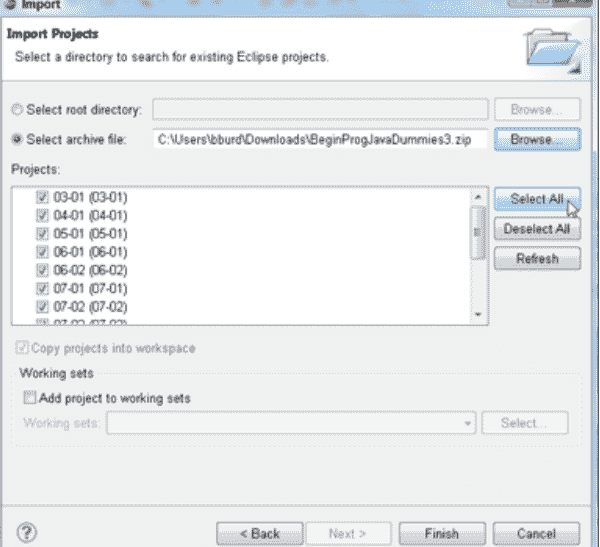 Import
Import Projects
Select a directory to search for existing Eclipse projects.
Select root directory:
Browse...
Select archive file:
C:\Users\bburd\Downloads\BeginProgJavaDummies3.zip
Browse...
Projects:
03-01 (03-01)
04-01 (04-01)
05-01 (05-01)
06-01 (06-01)
06-02 (06-02)
07-01 (07-01)
07-02 (07-02)
Select All
Deselect All
Refresh
Copy projects into workspace
Working sets
Add project to working sets
Working sets:
Select...
?
< Back
Next >
Finish
Cancel